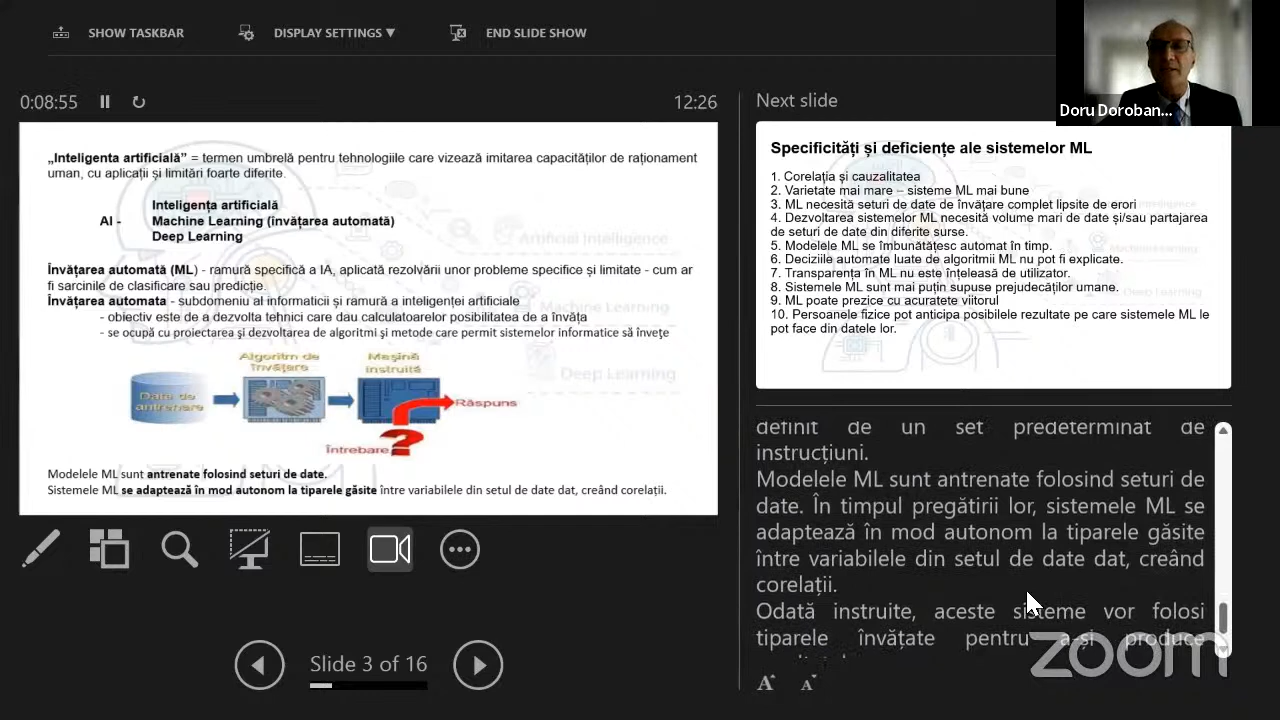 SHOW TASKBAR
DISPLAY SETTINGS ▼
END SLIDE SHOW
0:08:55
12:26
Next slide
Doru Doroban...
„Inteligenta artificială” = termen umbrelă pentru tehnologiile care vizează imitarea capacităților de raționament
uman, cu aplicații și limitări foarte diferite.
Inteligența artificială
AI - Machine Learning (învațarea automată)
Deep Learning
Artificial Intelligence
Învățarea automată (ML) - ramură specifică a IA, aplicată rezolvării unor probleme specifice și limitate - cum ar
fi sarcinile de clasificare sau predicție.
Învățarea automata - subdomeniu al informaticii și ramură a inteligenței artificiale
- obiectiv este de a dezvolta tehnici care dau calculatoarelor posibilitatea de a învăța
- se ocupă cu proiectarea și dezvoltarea de algoritmi și metode care permit sistemelor informatice să învețe
Machine Learning
Deep Learning
Date de
antrenare
Algoritm de
învățare
Mașină
instruită
Răspuns
Întrebare
Modelele ML sunt antrenate folosind seturi de date.
Sistemele ML se adaptează în mod autonom la tiparele găsite între variabilele din setul de date dat, creând corelații.
Slide 3 of 16
Specificități și deficiențe ale sistemelor ML
1. Corelația și cauzalitatea
2. Varietate mai mare – sisteme ML mai bune
3. ML necesită seturi de date de învățare complet lipsite de erori
4. Dezvoltarea sistemelor ML necesită volume mari de date și/sau partajarea
de seturi de date din diferite surse.
5. Modelele ML se îmbunătățesc automat în timp.
6. Deciziile automate luate de algoritmii ML nu pot fi explicate.
7. Transparența în ML nu este înțeleasă de utilizator.
8. Sistemele ML sunt mai puțin supuse prejudecăților umane.
9. ML poate prezice cu acuratete viitorul
10. Persoanele fizice pot anticipa posibilele rezultate pe care sistemele ML le
pot face din datele lor.
definit de un set predeterminat de
instrucțiuni.
Modelele ML sunt antrenate folosind seturi de
date. În timpul pregătirii lor, sistemele ML se
adaptează în mod autonom la tiparele găsite
între variabilele din setul de date dat, creând
corelații.
Odată instruite, aceste sisteme vor folosi
tiparele învățate pentru a-și produce
zoom
A A